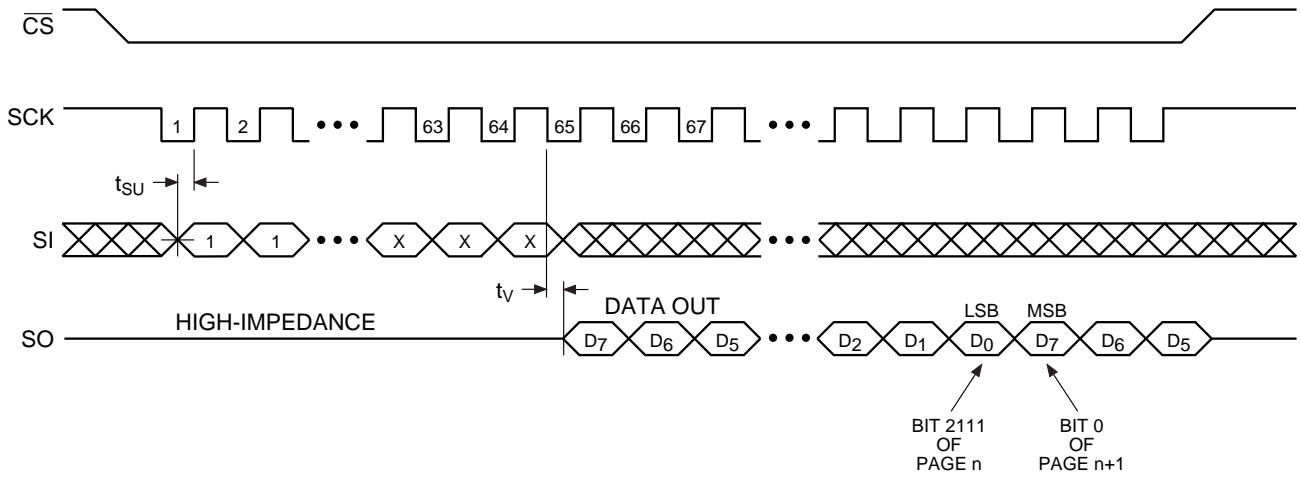 CS
SCK 1 2 ••• 63 64 65 66 67 •••
tSU
SI 1 1 ••• X X X •••
tV
HIGH-IMPEDANCE DATA OUT LSB MSB
SO D7 D6 D5 ••• D2 D1 D0 D7 D6 D5
BIT 2111
OF
PAGE n
BIT 0
OF
PAGE n+1